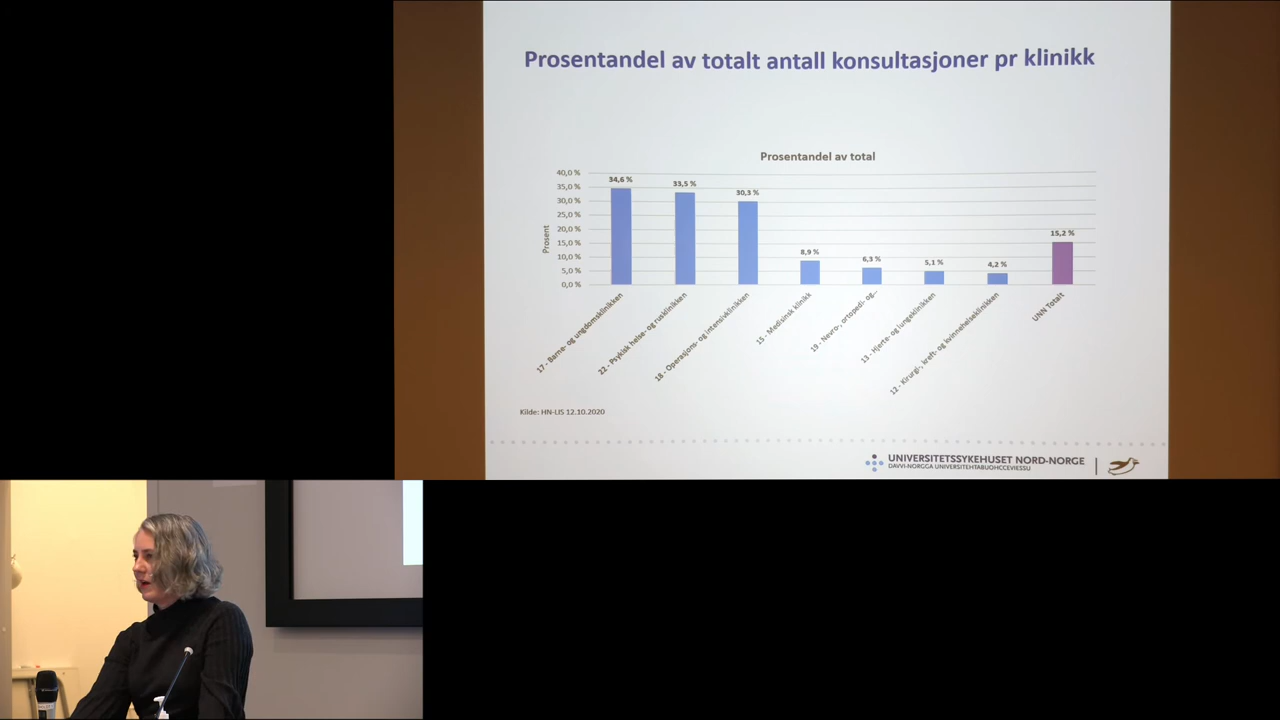 Prosentandel av totalt antall konsultasjoner pr klinikk
Prosentandel av total
Prosent
40,0 %
35,0 %
30,0 %
25,0 %
20,0 %
15,0 %
10,0 %
5,0 %
0,0 %
34,6 %
33,5 %
30,3 %
8,9 %
6,3 %
5,1 %
4,2 %
15,2 %
17 - Barne- og ungdomsklinikken
22 - Psykisk helse- og rusklinikken
18 - Operasjons- og intensivklinikken
15 - Medisinsk klinikk
19 - Nevro-, ortopedi- og...
13 - Hjerte- og lungeklinikken
12 - Kirurgi-, kreft- og kvinnehelseklinikken
UNN Totalt
Kilde: HN-LIS 12.10.2020
UNIVERSITETSSYKEHUSET NORD-NORGE
DAVVI-NORGGA UNIVERSITEHTABUOHCCEVIESSU